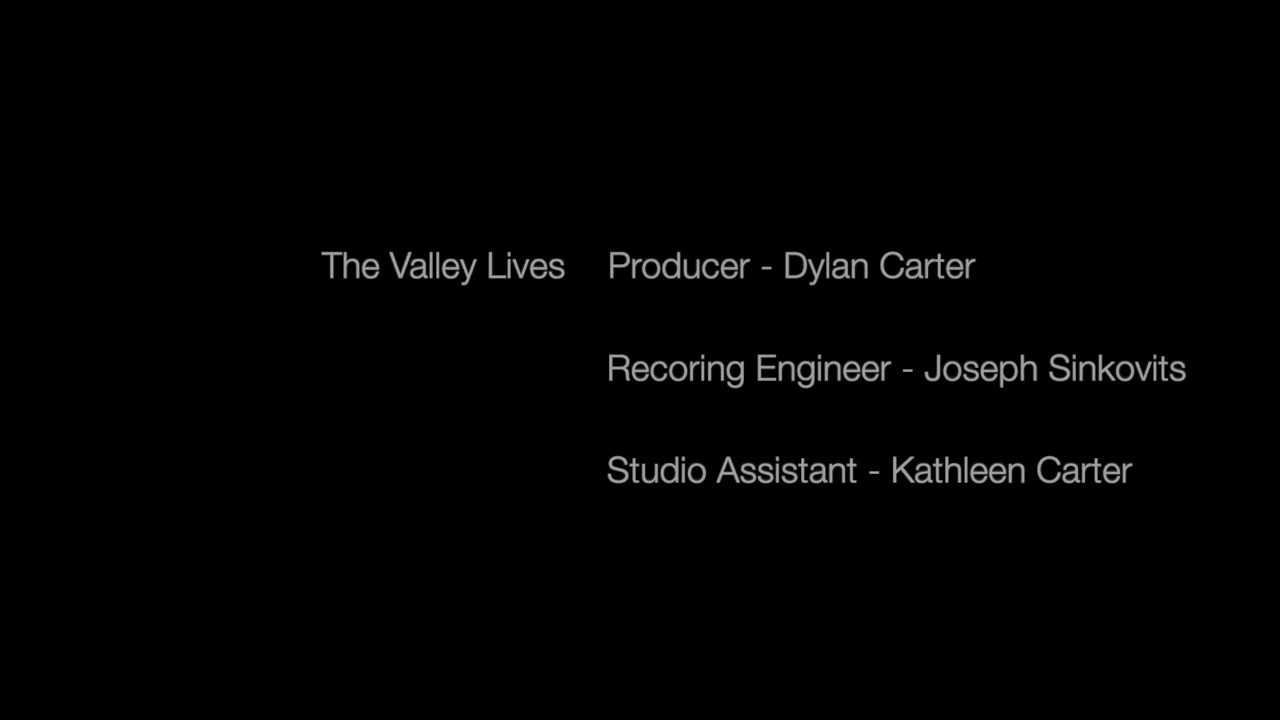 The Valley Lives Producer - Dylan Carter
Recoring Engineer - Joseph Sinkovits
Studio Assistant - Kathleen Carter